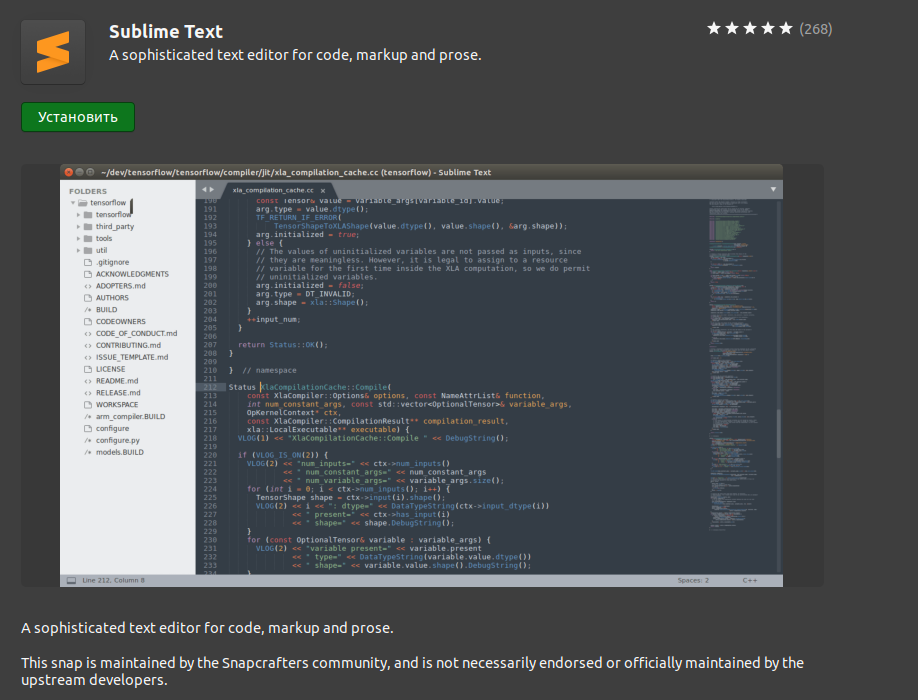 Sublime Text
A sophisticated text editor for code, markup and prose.
(268)
Установить
~/dev/tensorflow/tensorflow/compiler/jit/xla_compilation_cache.cc (tensorflow) - Sublime Text
FOLDERS
tensorflow
tensorflow
third_party
tools
util
.gitignore
ACKNOWLEDGMENTS
ADOPTERS.md
AUTHORS
BUILD
CODEOWNERS
CODE_OF_CONDUCT.md
CONTRIBUTING.md
ISSUE_TEMPLATE.md
LICENSE
README.md
RELEASE.md
WORKSPACE
arm_compiler.BUILD
configure
configure.py
models.BUILD
xla_compilation_cache.cc ×
190 const Tensor& value = variable_args[variable_id].value;
191 arg.type = value.dtype();
192 TF_RETURN_IF_ERROR(
193 TensorShapeToXLAShape(value.dtype(), value.shape(), &arg.shape));
194 arg.initialized = true;
195 } else {
196 // The values of uninitialized variables are not passed as inputs, since
197 // they are meaningless. However, it is legal to assign to a resource
198 // variable for the first time inside the XLA computation, so we do permit
199 // uninitialized variables.
200 arg.initialized = false;
201 arg.type = DT_INVALID;
202 arg.shape = xla::Shape();
203 }
204 ++input_num;
205 }
206
207 return Status::OK();
208 }
209
210 } // namespace
211
212 Status XlaCompilationCache::Compile(
213 const XlaCompiler::Options& options, const NameAttrList& function,
214 int num_constant_args, const std::vector<OptionalTensor>& variable_args,
215 OpKernelContext* ctx,
216 const XlaCompiler::CompilationResult** compilation_result,
217 xla::LocalExecutable** executable) {
218 VLOG(1) << "XlaCompilationCache::Compile " << DebugString();
219
220 if (VLOG_IS_ON(2)) {
221 VLOG(2) << "num_inputs=" << ctx->num_inputs()
222 << " num_constant_args=" << num_constant_args
223 << " num_variable_args=" << variable_args.size();
224 for (int i = 0; i < ctx->num_inputs(); i++) {
225 TensorShape shape = ctx->input(i).shape();
226 VLOG(2) << i << ": dtype=" << DataTypeString(ctx->input_dtype(i))
227 << " present=" << ctx->has_input(i)
228 << " shape=" << shape.DebugString();
229 }
230 for (const OptionalTensor& variable : variable_args) {
231 VLOG(2) << "variable present=" << variable.present
232 << " type=" << DataTypeString(variable.value.dtype())
233 << " shape=" << variable.value.shape().DebugString();
234 }
Line 212, Column 8
Spaces: 2
C++
A sophisticated text editor for code, markup and prose.
This snap is maintained by the Snapcrafters community, and is not necessarily endorsed or officially maintained by the
upstream developers.